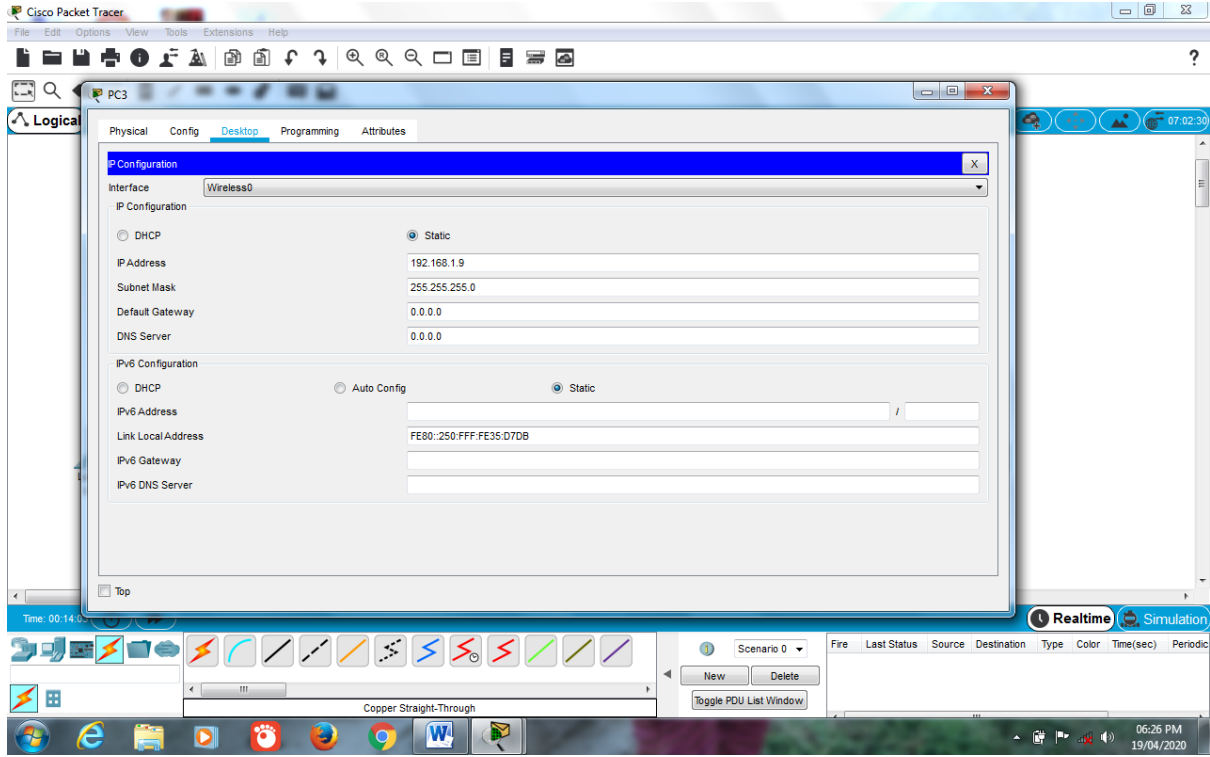 Cisco Packet Tracer
File Edit Options View Tools Extensions Help
?
PC3
Logical
07:02:30
Physical Config Desktop Programming Attributes
IP Configuration
X
Interface Wireless0
IP Configuration
DHCP Static
IP Address 192.168.1.9
Subnet Mask 255.255.255.0
Default Gateway 0.0.0.0
DNS Server 0.0.0.0
IPv6 Configuration
DHCP Auto Config Static
IPv6 Address /
Link Local Address FE80::250:FFF:FE35:D7DB
IPv6 Gateway
IPv6 DNS Server
Top
Time: 00:14:0
Realtime Simulation
Scenario 0
Fire Last Status Source Destination Type Color Time(sec) Periodic
New Delete
Toggle PDU List Window
Copper Straight-Through
06:26 PM
19/04/2020